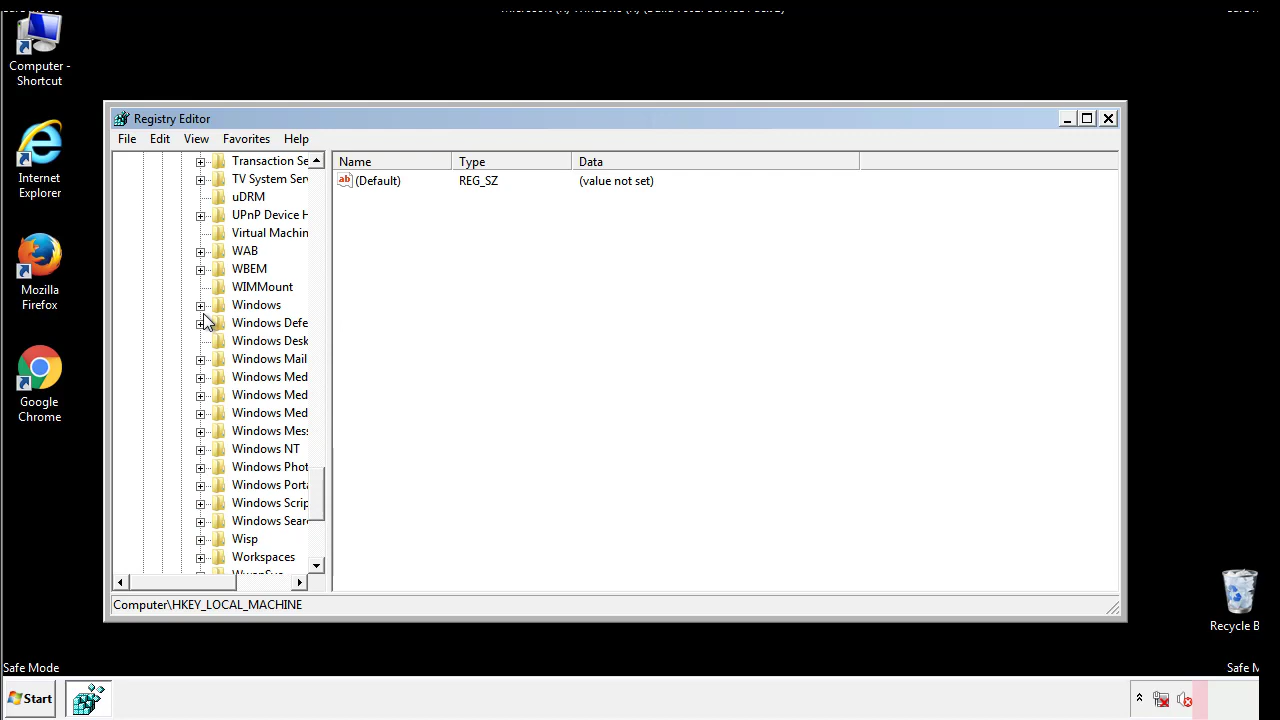 Computer -
Shortcut
Internet
Explorer
Mozilla
Firefox
Google
Chrome
Registry Editor
File Edit View Favorites Help
Transaction Se
TV System Serv
uDRM
UPnP Device H
Virtual Machin
WAB
WBEM
WIMMount
Windows
Windows Defe
Windows Desk
Windows Mail
Windows Med
Windows Med
Windows Med
Windows Mess
Windows NT
Windows Phot
Windows Porta
Windows Scrip
Windows Sear
Wisp
Workspaces
Name Type Data
(Default) REG_SZ (value not set)
Computer\HKEY_LOCAL_MACHINE
Recycle B
Safe Mode
Safe M
Start